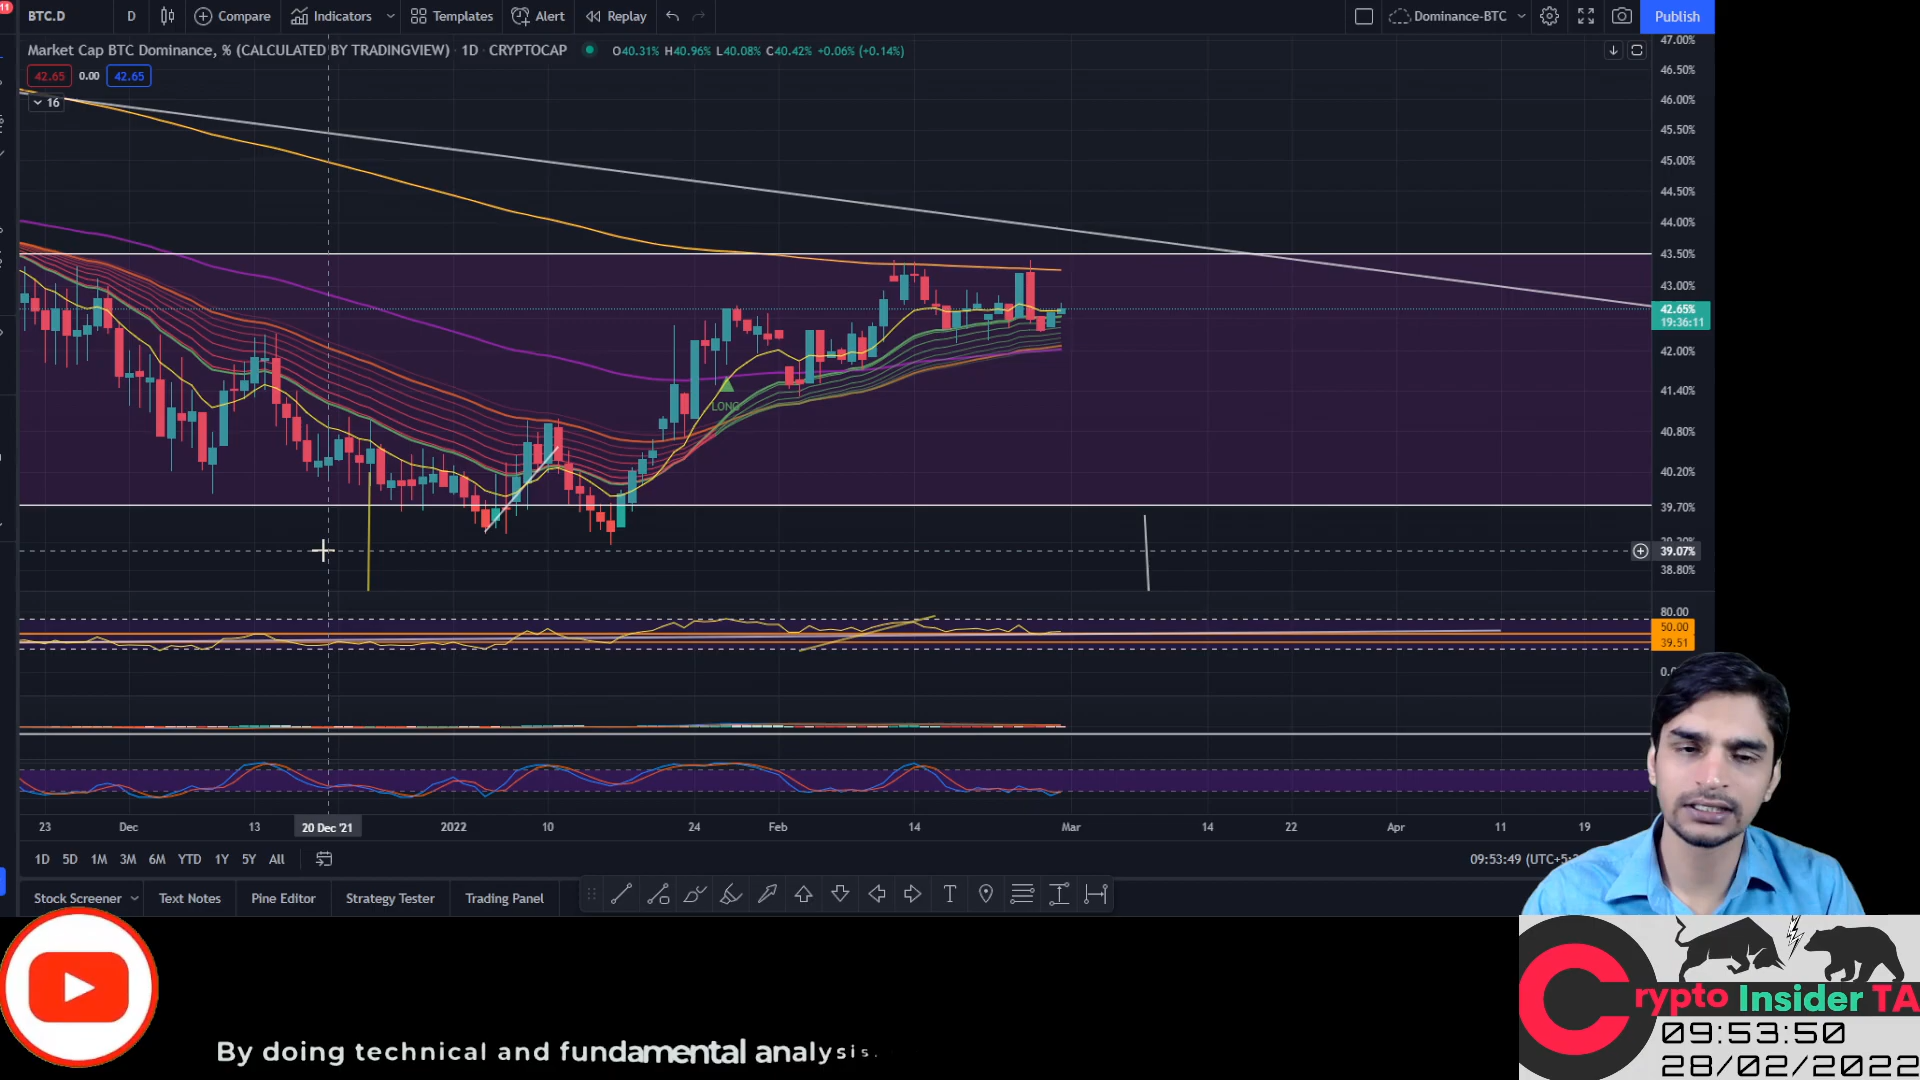 11
BTC.D D Compare Indicators Templates Alert Replay Dominance-BTC Publish
Market Cap BTC Dominance, % (CALCULATED BY TRADINGVIEW) · 1D · CRYPTOCAP O40.31% H40.96% L40.08% C40.42% +0.06% (+0.14%)
42.65 0.00 42.65
16
47.00%
46.50%
46.00%
45.50%
45.00%
44.50%
44.00%
43.50%
43.00%
42.65%
19:36:11
42.00%
41.40%
LONG
40.80%
40.20%
39.70%
39.07%
38.80%
80.00
50.00
39.51
23 Dec 13 20 Dec '21 2022 10 24 Feb 14 Mar 14 22 Apr 11 19
1D 5D 1M 3M 6M YTD 1Y 5Y All 09:53:49 (UTC+5:
Stock Screener Text Notes Pine Editor Strategy Tester Trading Panel
Crypto Insider TA
09:53:50
28/02/2022
By doing technical and fundamental analysis.